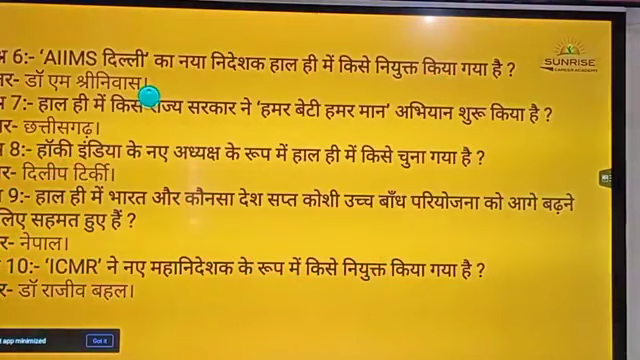 6:- ‘AIIMS दिल्ली’ का नया निदेशक हाल ही में किसे नियुक्त किया गया है ?
SUNRISE
CAREER ACADEMY
र- डॉ एम श्रीनिवास।
7:- हाल ही में किस राज्य सरकार ने ‘हमर बेटी हमर मान’ अभियान शुरू किया है ?
र- छत्तीसगढ़।
8:- हॉकी इंडिया के नए अध्यक्ष के रूप में हाल ही में किसे चुना गया है ?
र- दिलीप टिर्की।
9:- हाल ही में भारत और कौनसा देश सप्त कोशी उच्च बाँध परियोजना को आगे बढ़ने
लिए सहमत हुए हैं ?
र- नेपाल।
10:- ‘ICMR’ ने नए महानिदेशक के रूप में किसे नियुक्त किया गया है ?
र- डॉ राजीव बहल।
app minimized
Got it